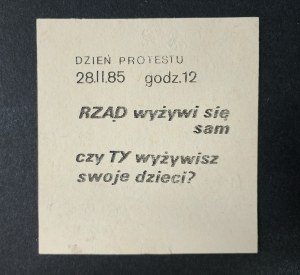 DZIEŃ PROTESTU
28.II.85 godz.12
RZĄD wyżywi się
sam
czy TY wyżywisz
swoje dzieci?